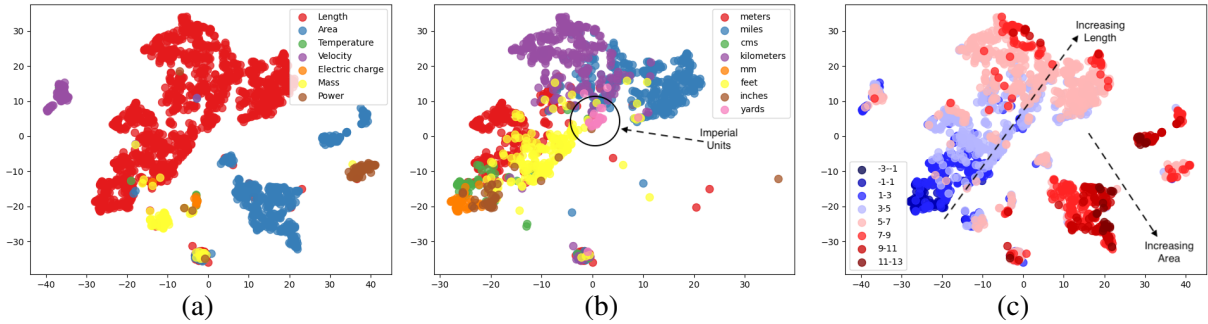 Length
Area
Temperature
Velocity
Electric charge
Mass
Power
30
20
10
0
−10
−20
−30
−40 −30 −20 −10 0 10 20 30 40
(a)
meters
miles
cms
kilometers
mm
feet
inches
yards
Imperial
Units
30
20
10
0
−10
−20
−30
−30 −20 −10 0 10 20 30 40
(b)
Increasing
Length
Increasing
Area
-3--1
-1-1
1-3
3-5
5-7
7-9
9-11
11-13
30
20
10
0
−10
−20
−30
−40 −30 −20 −10 0 10 20 30 40
(c)